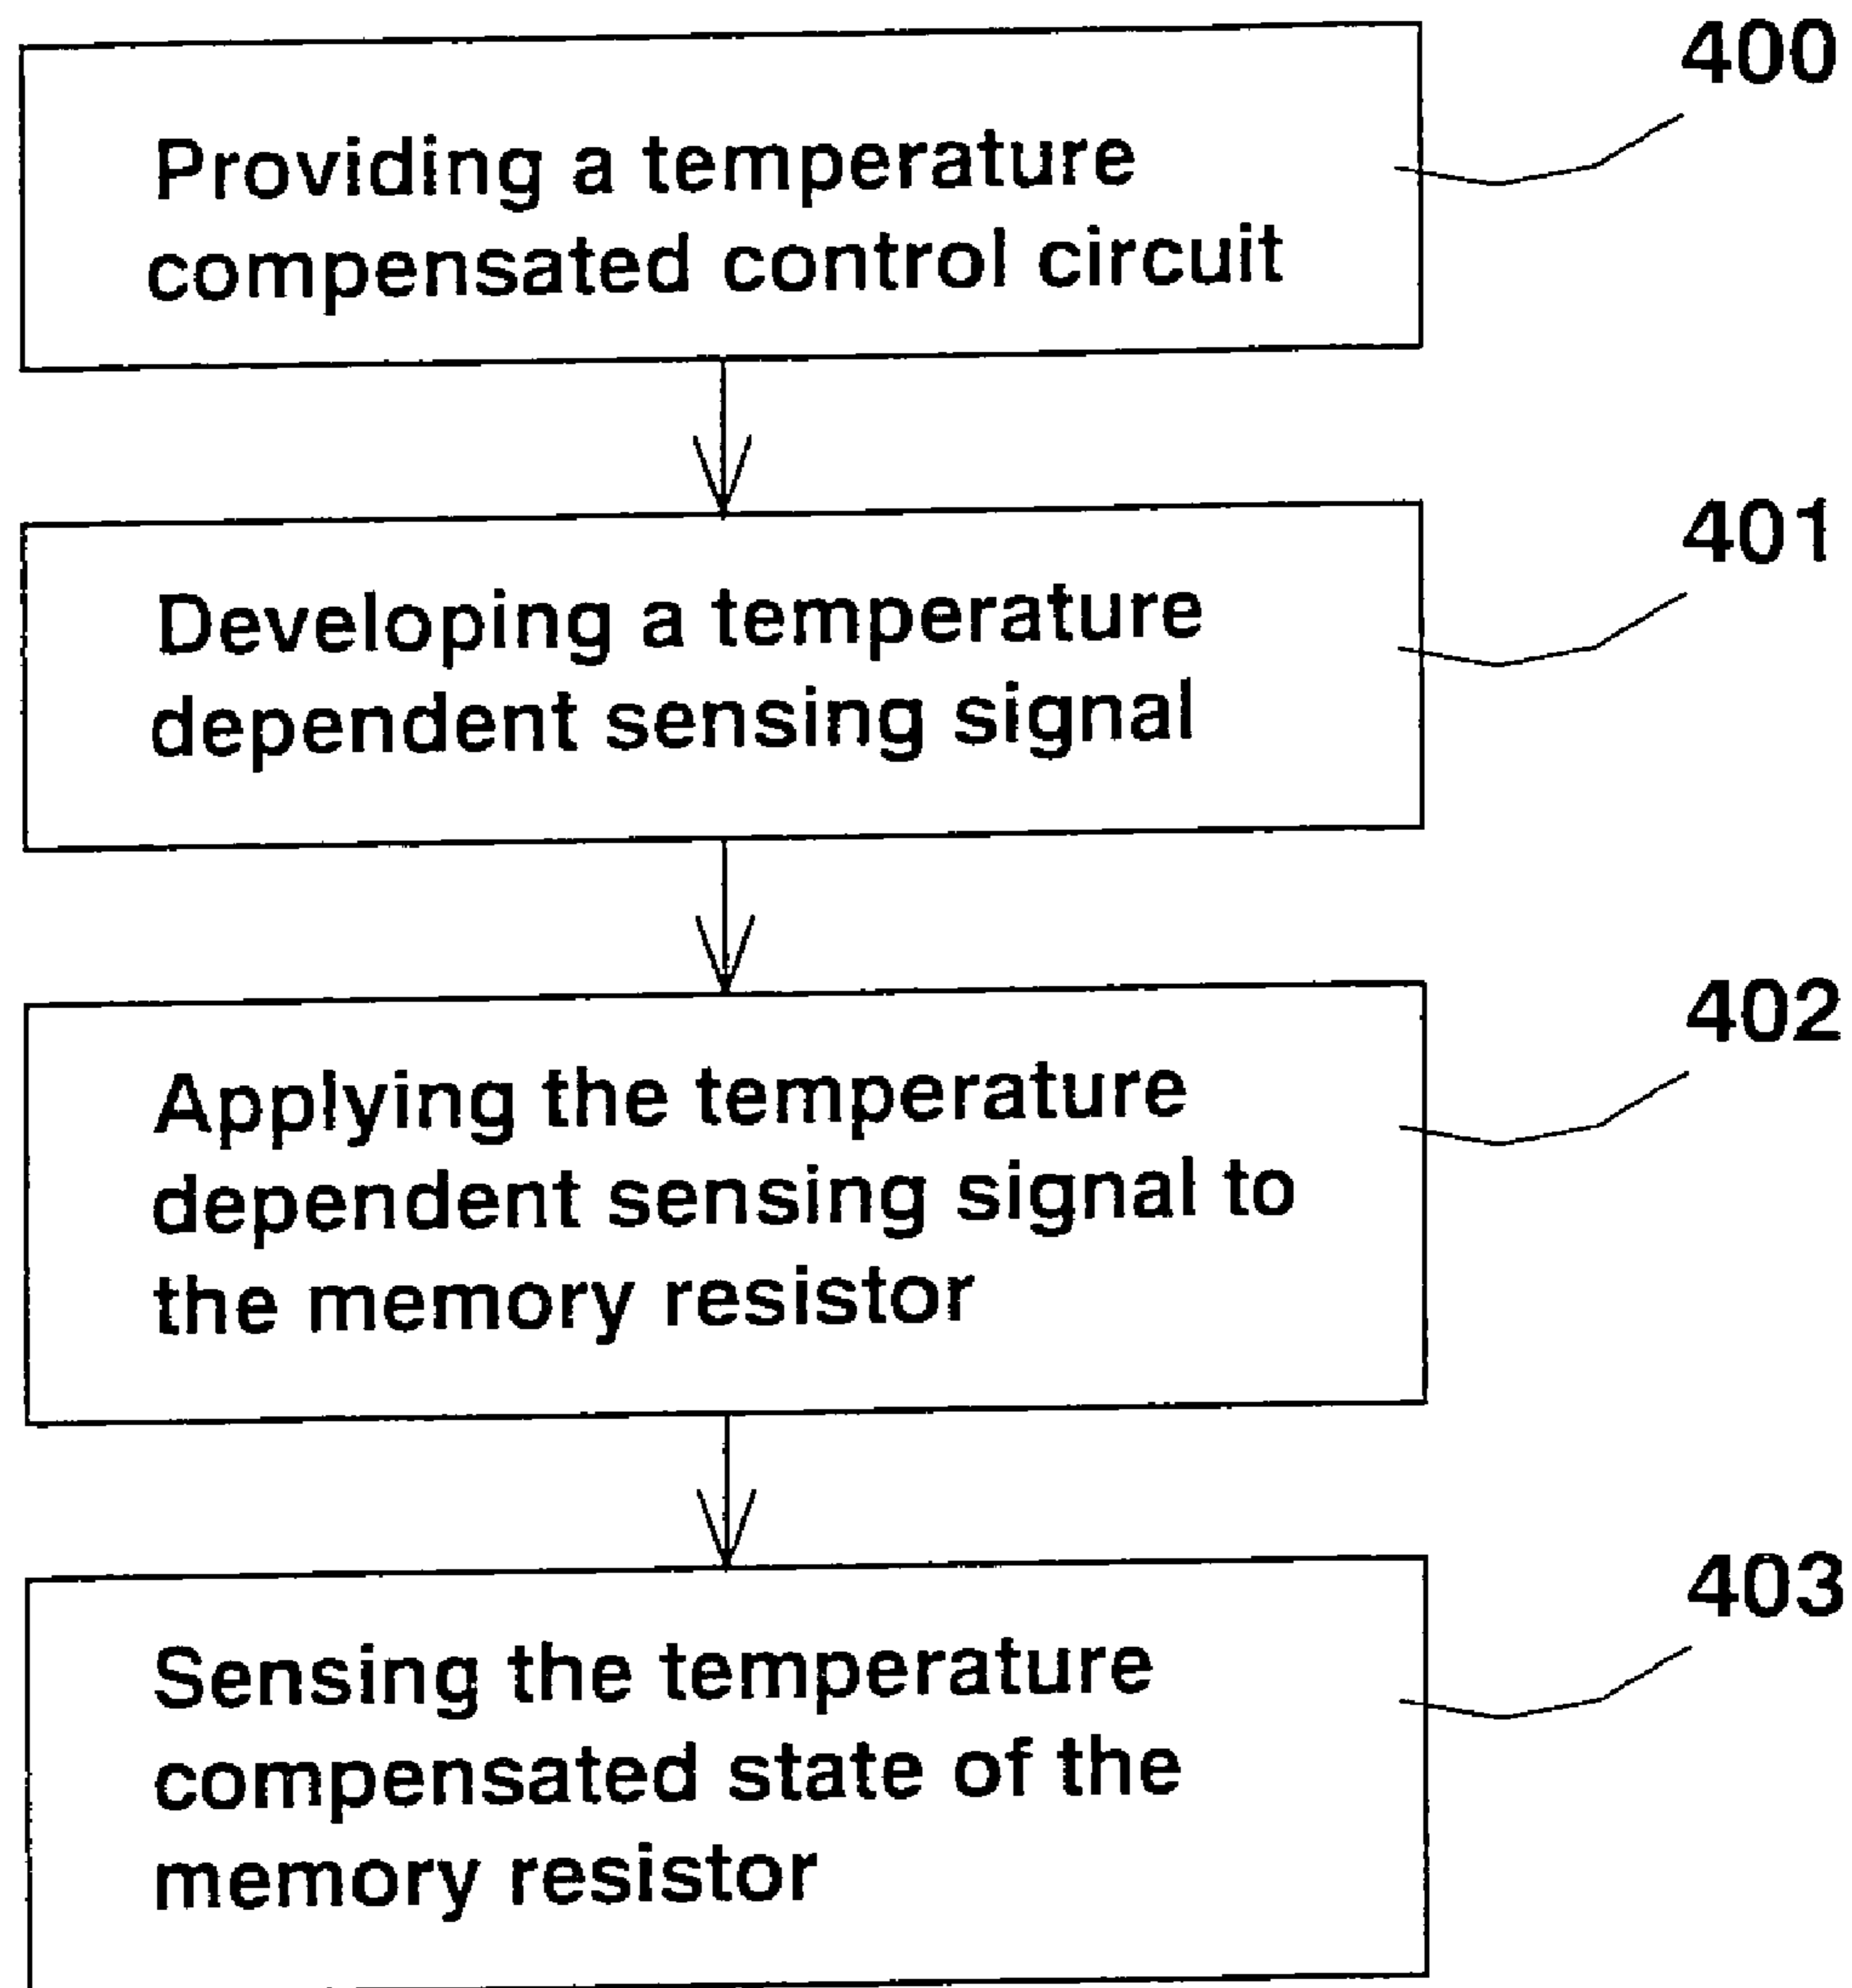 400
Providing a temperature
compensated control circuit
401
Developing a temperature
dependent sensing signal
402
Applying the temperature
dependent sensing signal to
the memory resistor
403
Sensing the temperature
compensated state of the
memory resistor